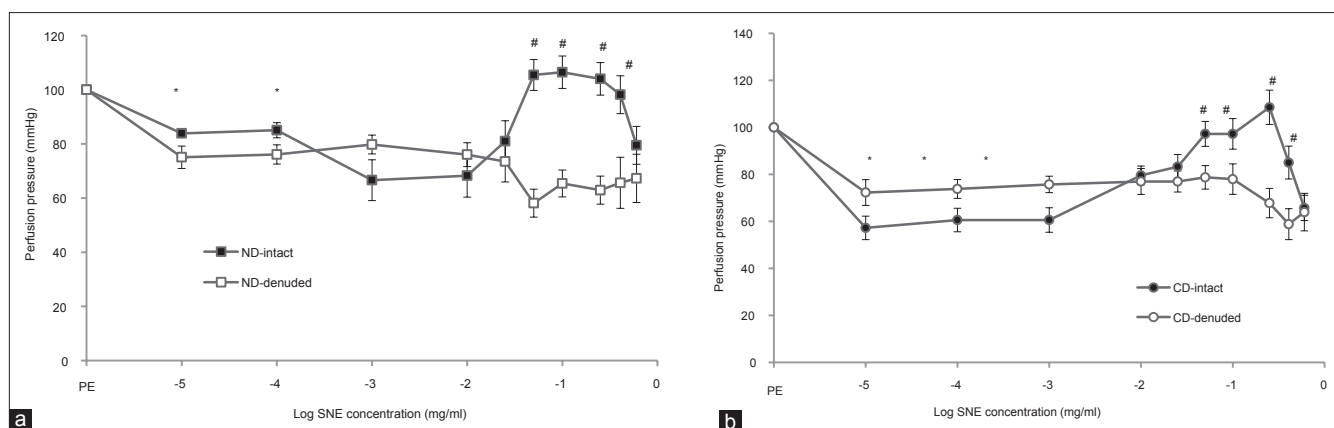 120
100
80
60
40
20
0
Perfusion pressure (mmHg)
* * # # # #
ND-intact
ND-denuded
PE -5 -4 -3 -2 -1 0
Log SNE concentration (mg/ml)
a
140
120
100
80
60
40
20
0
Perfusion pressure (mmHg)
* * * # # # #
CD-intact
CD-denuded
PE -5 -4 -3 -2 -1 0
Log SNE concentration (mg/ml)
b